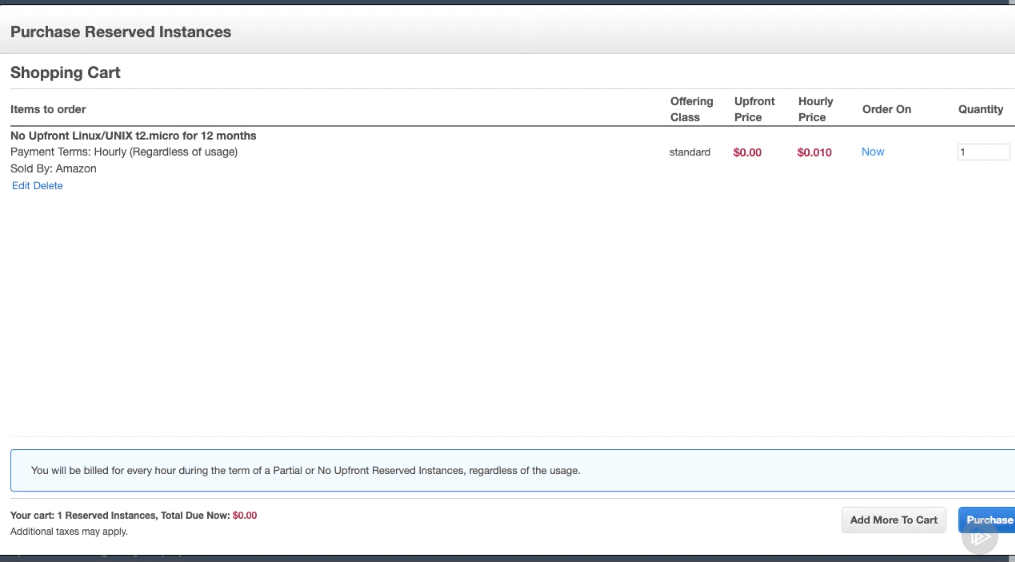 Purchase Reserved Instances
Shopping Cart
Items to order
Offering Class
Upfront Price
Hourly Price
Order On
Quantity
No Upfront Linux/UNIX t2.micro for 12 months
Payment Terms: Hourly (Regardless of usage)
Sold By: Amazon
Edit Delete
standard
$0.00
$0.010
Now
1
You will be billed for every hour during the term of a Partial or No Upfront Reserved Instances, regardless of the usage.
Your cart: 1 Reserved Instances, Total Due Now: $0.00
Additional taxes may apply.
Add More To Cart
Purchase